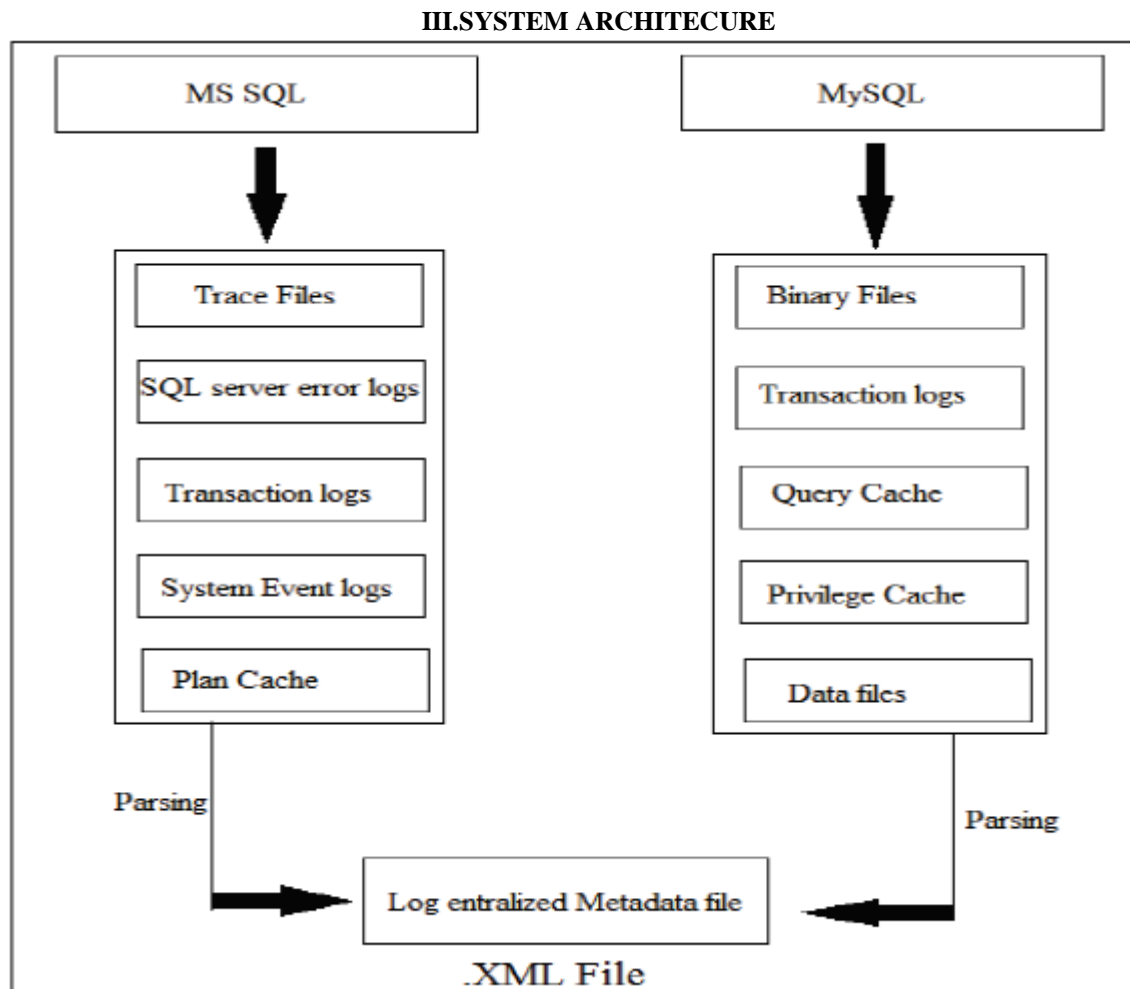 III.SYSTEM ARCHITECURE
MS SQL
MySQL
Trace Files
SQL server error logs
Transaction logs
System Event logs
Plan Cache
Binary Files
Transaction logs
Query Cache
Privilege Cache
Data files
Parsing
Parsing
Log entralized Metadata file
.XML File